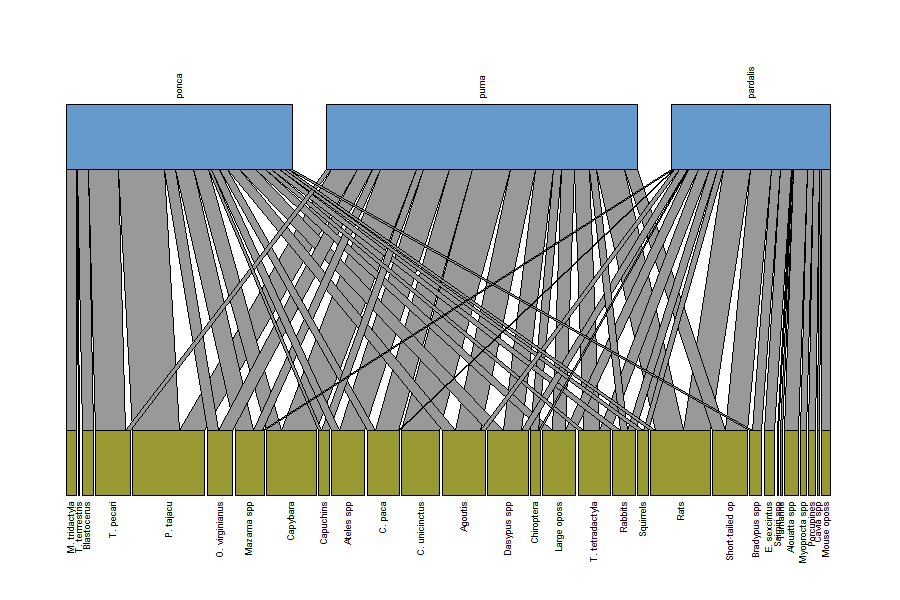 ponca
puma
pardalis
M. tridactyla
T. terrestris
Blastocerus
T. pecari
P. tajacu
O. virginianus
Mazama spp
Capybara
Capuchins
Ateles spp
C. paca
C. unicinctus
Agoutis
Dasypus spp
Chiroptera
Large oposs
T. tetradactyla
Rabbits
Squirrels
Rats
Short-tailed op
Bradypus spp
E. sexcintus
Alouatta spp
Myoprocta spp
Porcupines
Cavia spp
Mouse oposs